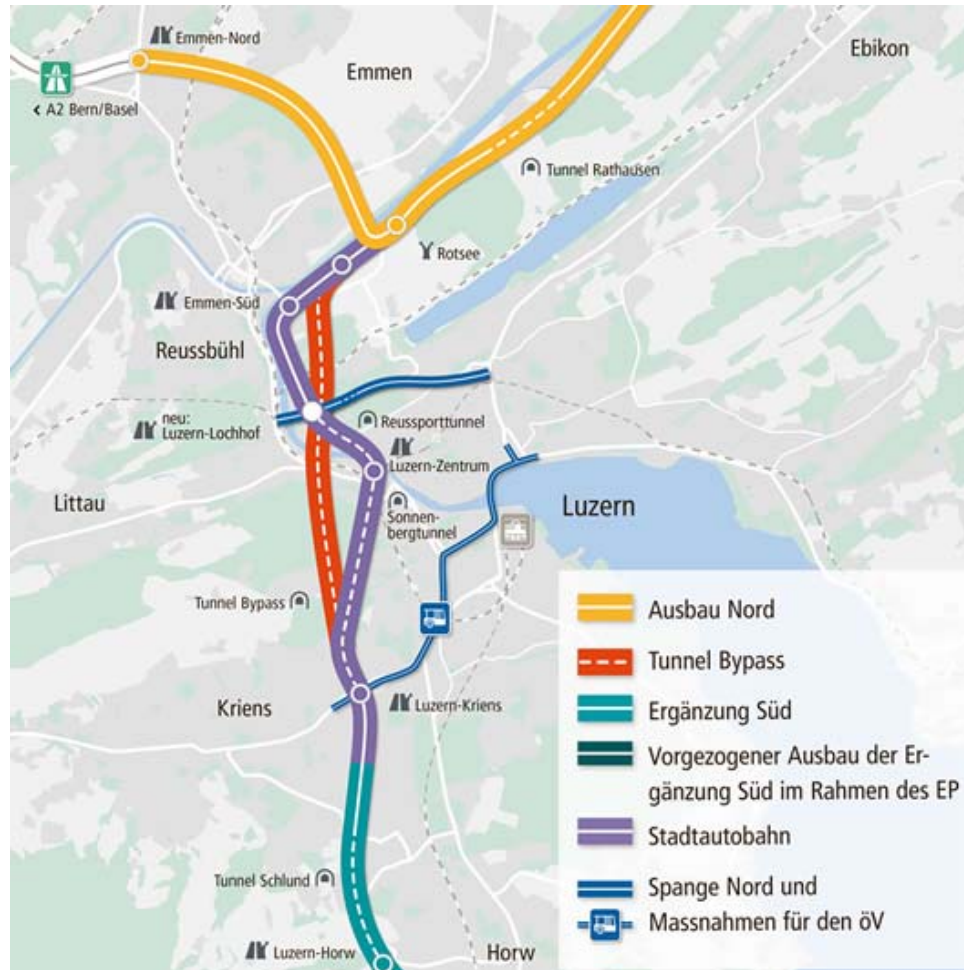 Emmen-Nord
Emmen
Ebikon
< A2 Bern/Basel
Tunnel Rathausen
Rotsee
Emmen-Süd
Reussbühl
neu:
Luzern-Lochhof
Reussporttunnel
Luzern-Zentrum
Littau
Sonnen-
bergtunnel
Luzern
Tunnel Bypass
Kriens
Luzern-Kriens
Tunnel Schlund
Luzern-Horw
Horw
Ausbau Nord
Tunnel Bypass
Ergänzung Süd
Vorgezogener Ausbau der Er-
gänzung Süd im Rahmen des EP
Stadtautobahn
Spange Nord und
Massnahmen für den öV